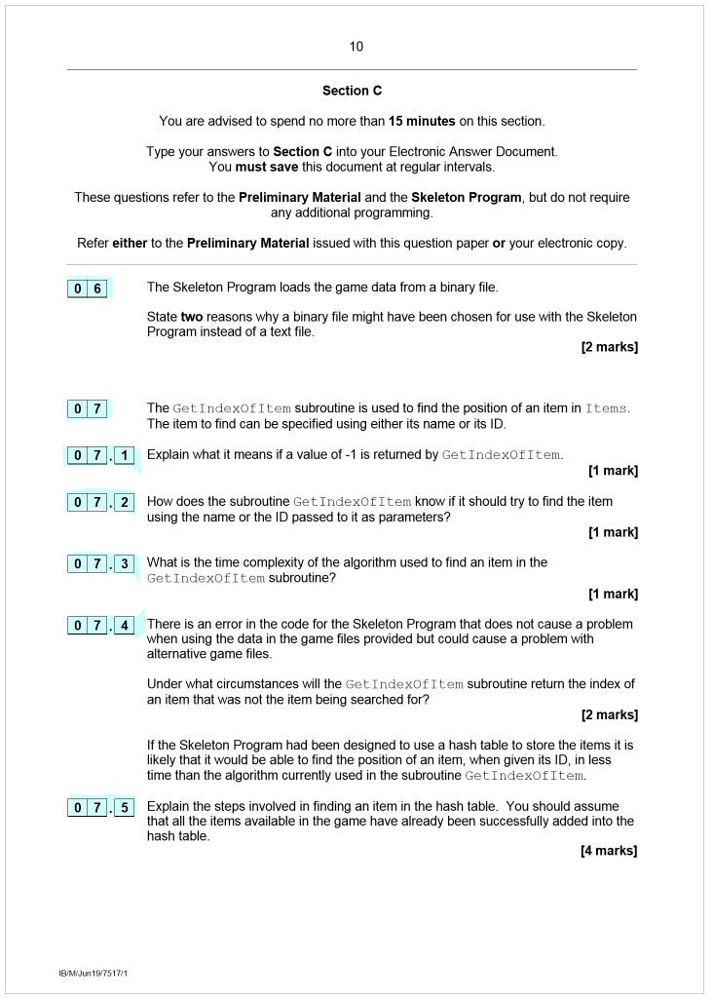 10
Section C
You are advised to spend no more than 15 minutes on this section.
Type your answers to Section C into your Electronic Answer Document.
You must save this document at regular intervals.
These questions refer to the Preliminary Material and the Skeleton Program, but do not require
any additional programming.
Refer either to the Preliminary Material issued with this question paper or your electronic copy.
0 6 The Skeleton Program loads the game data from a binary file.
State two reasons why a binary file might have been chosen for use with the Skeleton
Program instead of a text file.
[2 marks]
0 7 The GetIndexOfItem subroutine is used to find the position of an item in Items.
The item to find can be specified using either its name or its ID.
0 7 . 1 Explain what it means if a value of -1 is returned by GetIndexOfItem.
[1 mark]
0 7 . 2 How does the subroutine GetIndexOfItem know if it should try to find the item
using the name or the ID passed to it as parameters?
[1 mark]
0 7 . 3 What is the time complexity of the algorithm used to find an item in the
GetIndexOfItem subroutine?
[1 mark]
0 7 . 4 There is an error in the code for the Skeleton Program that does not cause a problem
when using the data in the game files provided but could cause a problem with
alternative game files.
Under what circumstances will the GetIndexOfItem subroutine return the index of
an item that was not the item being searched for?
[2 marks]
If the Skeleton Program had been designed to use a hash table to store the items it is
likely that it would be able to find the position of an item, when given its ID, in less
time than the algorithm currently used in the subroutine GetIndexOfItem.
0 7 . 5 Explain the steps involved in finding an item in the hash table. You should assume
that all the items available in the game have already been successfully added into the
hash table.
[4 marks]
IB/M/Jun19/7517/1